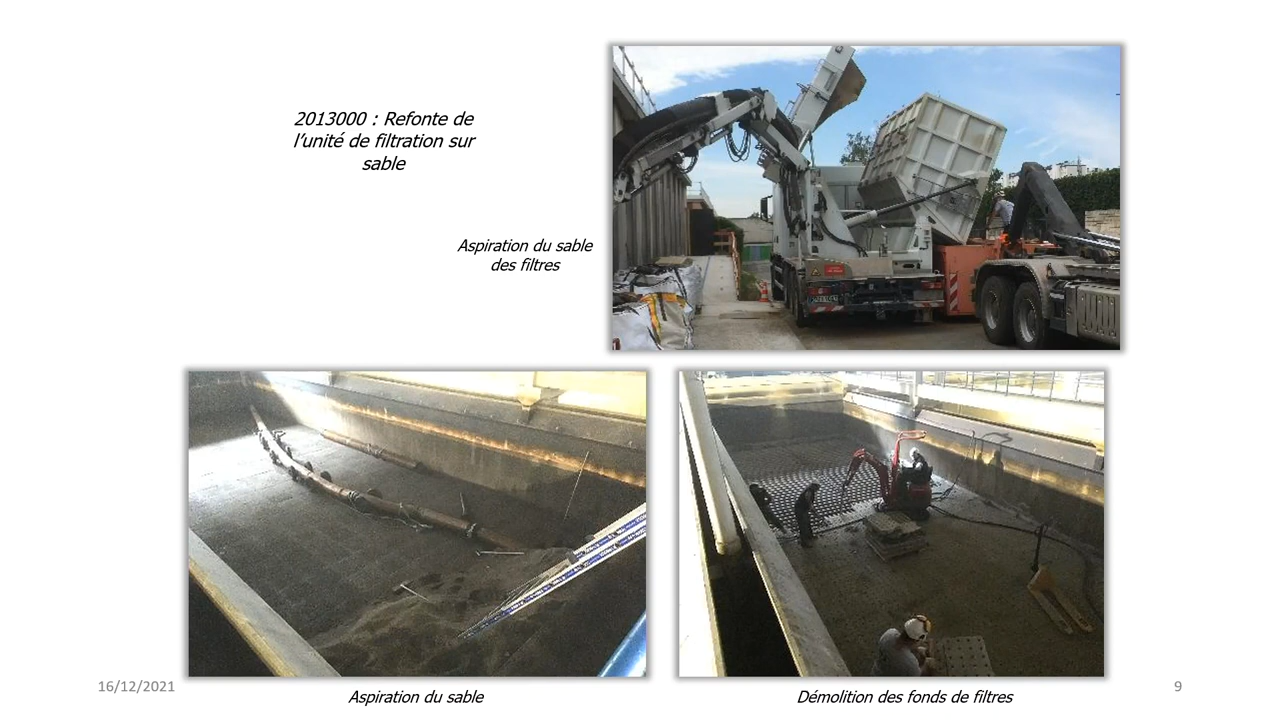 2013000 : Refonte de
l'unité de filtration sur
sable
Aspiration du sable
des filtres
Aspiration du sable
Démolition des fonds de filtres
16/12/2021
9